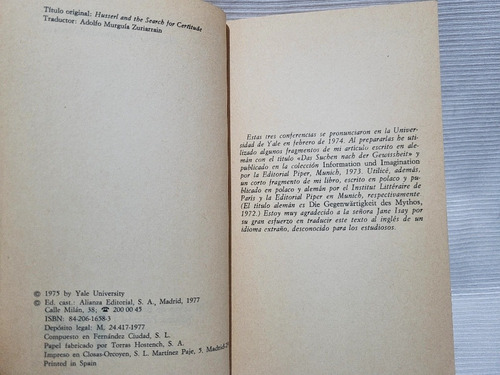 Título original: Husserl and the Search for Certitude
Traductor: Adolfo Murguía Zuriarrain
© 1975 by Yale University
© Ed. cast.: Alianza Editorial, S. A., Madrid, 1977
Calle Milán, 38; ☎ 200 00 45
ISBN: 84-206-1658-3
Depósito legal: M. 24.417-1977
Compuesto en Fernández Ciudad, S. L.
Papel fabricado por Torras Hostench, S. A.
Impreso en Closas-Orcoyen, S. L. Martínez Paje, 5. Madrid-29
Printed in Spain
Estas tres conferencias se pronunciaron en la Univer-
sidad de Yale en febrero de 1974. Al prepararlas he uti-
lizado algunos fragmentos de mi artículo escrito en ale-
mán con el título «Das Suchen nach der Gewissheit» y
publicado en la colección Information und Imagination
por la Editorial Piper, Munich, 1973. Utilicé, además,
un corto fragmento de mi libro, escrito en polaco y pu-
blicado en polaco y alemán por el Institut Littéraire de
París y la Editorial Piper en Munich, respectivamente.
(El título alemán es Die Gegenwärtigkeit des Mythos,
1972.) Estoy muy agradecido a la señora Jane Isay por
su gran esfuerzo en traducir este texto al inglés de un
idioma extraño, desconocido para los estudiosos.